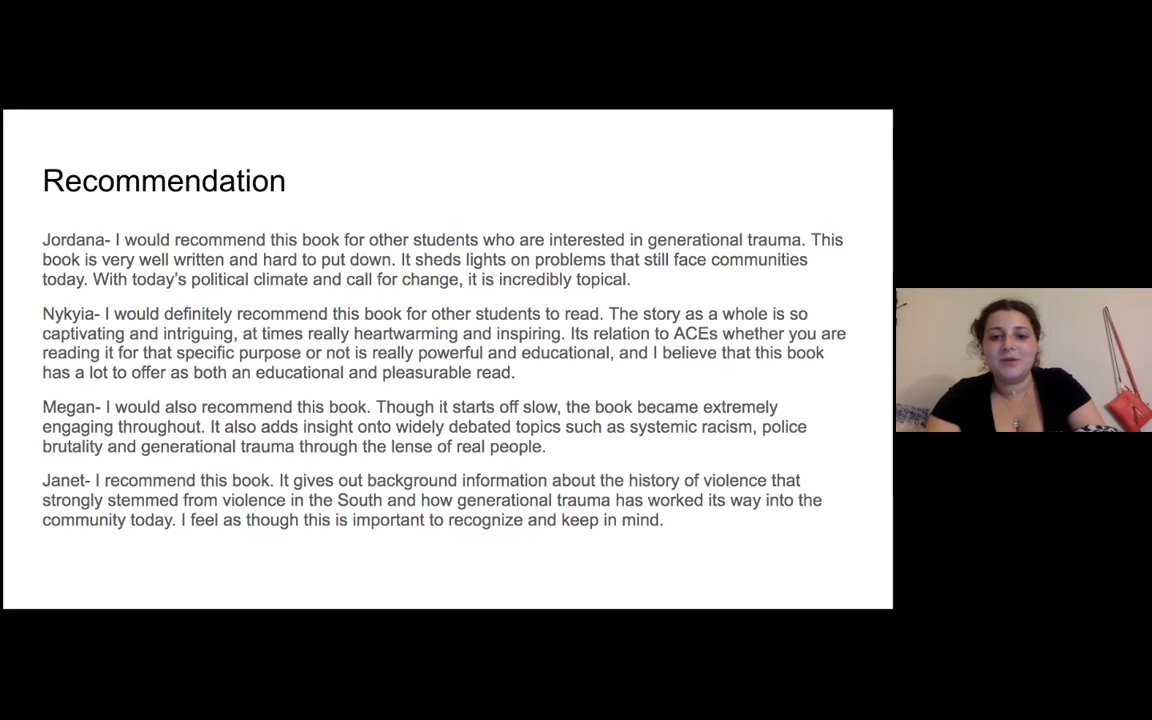 Recommendation
Jordana- I would recommend this book for other students who are interested in generational trauma. This
book is very well written and hard to put down. It sheds lights on problems that still face communities
today. With today’s political climate and call for change, it is incredibly topical.
Nykyia- I would definitely recommend this book for other students to read. The story as a whole is so
captivating and intriguing, at times really heartwarming and inspiring. Its relation to ACEs whether you are
reading it for that specific purpose or not is really powerful and educational, and I believe that this book
has a lot to offer as both an educational and pleasurable read.
Megan- I would also recommend this book. Though it starts off slow, the book became extremely
engaging throughout. It also adds insight onto widely debated topics such as systemic racism, police
brutality and generational trauma through the lense of real people.
Janet- I recommend this book. It gives out background information about the history of violence that
strongly stemmed from violence in the South and how generational trauma has worked its way into the
community today. I feel as though this is important to recognize and keep in mind.